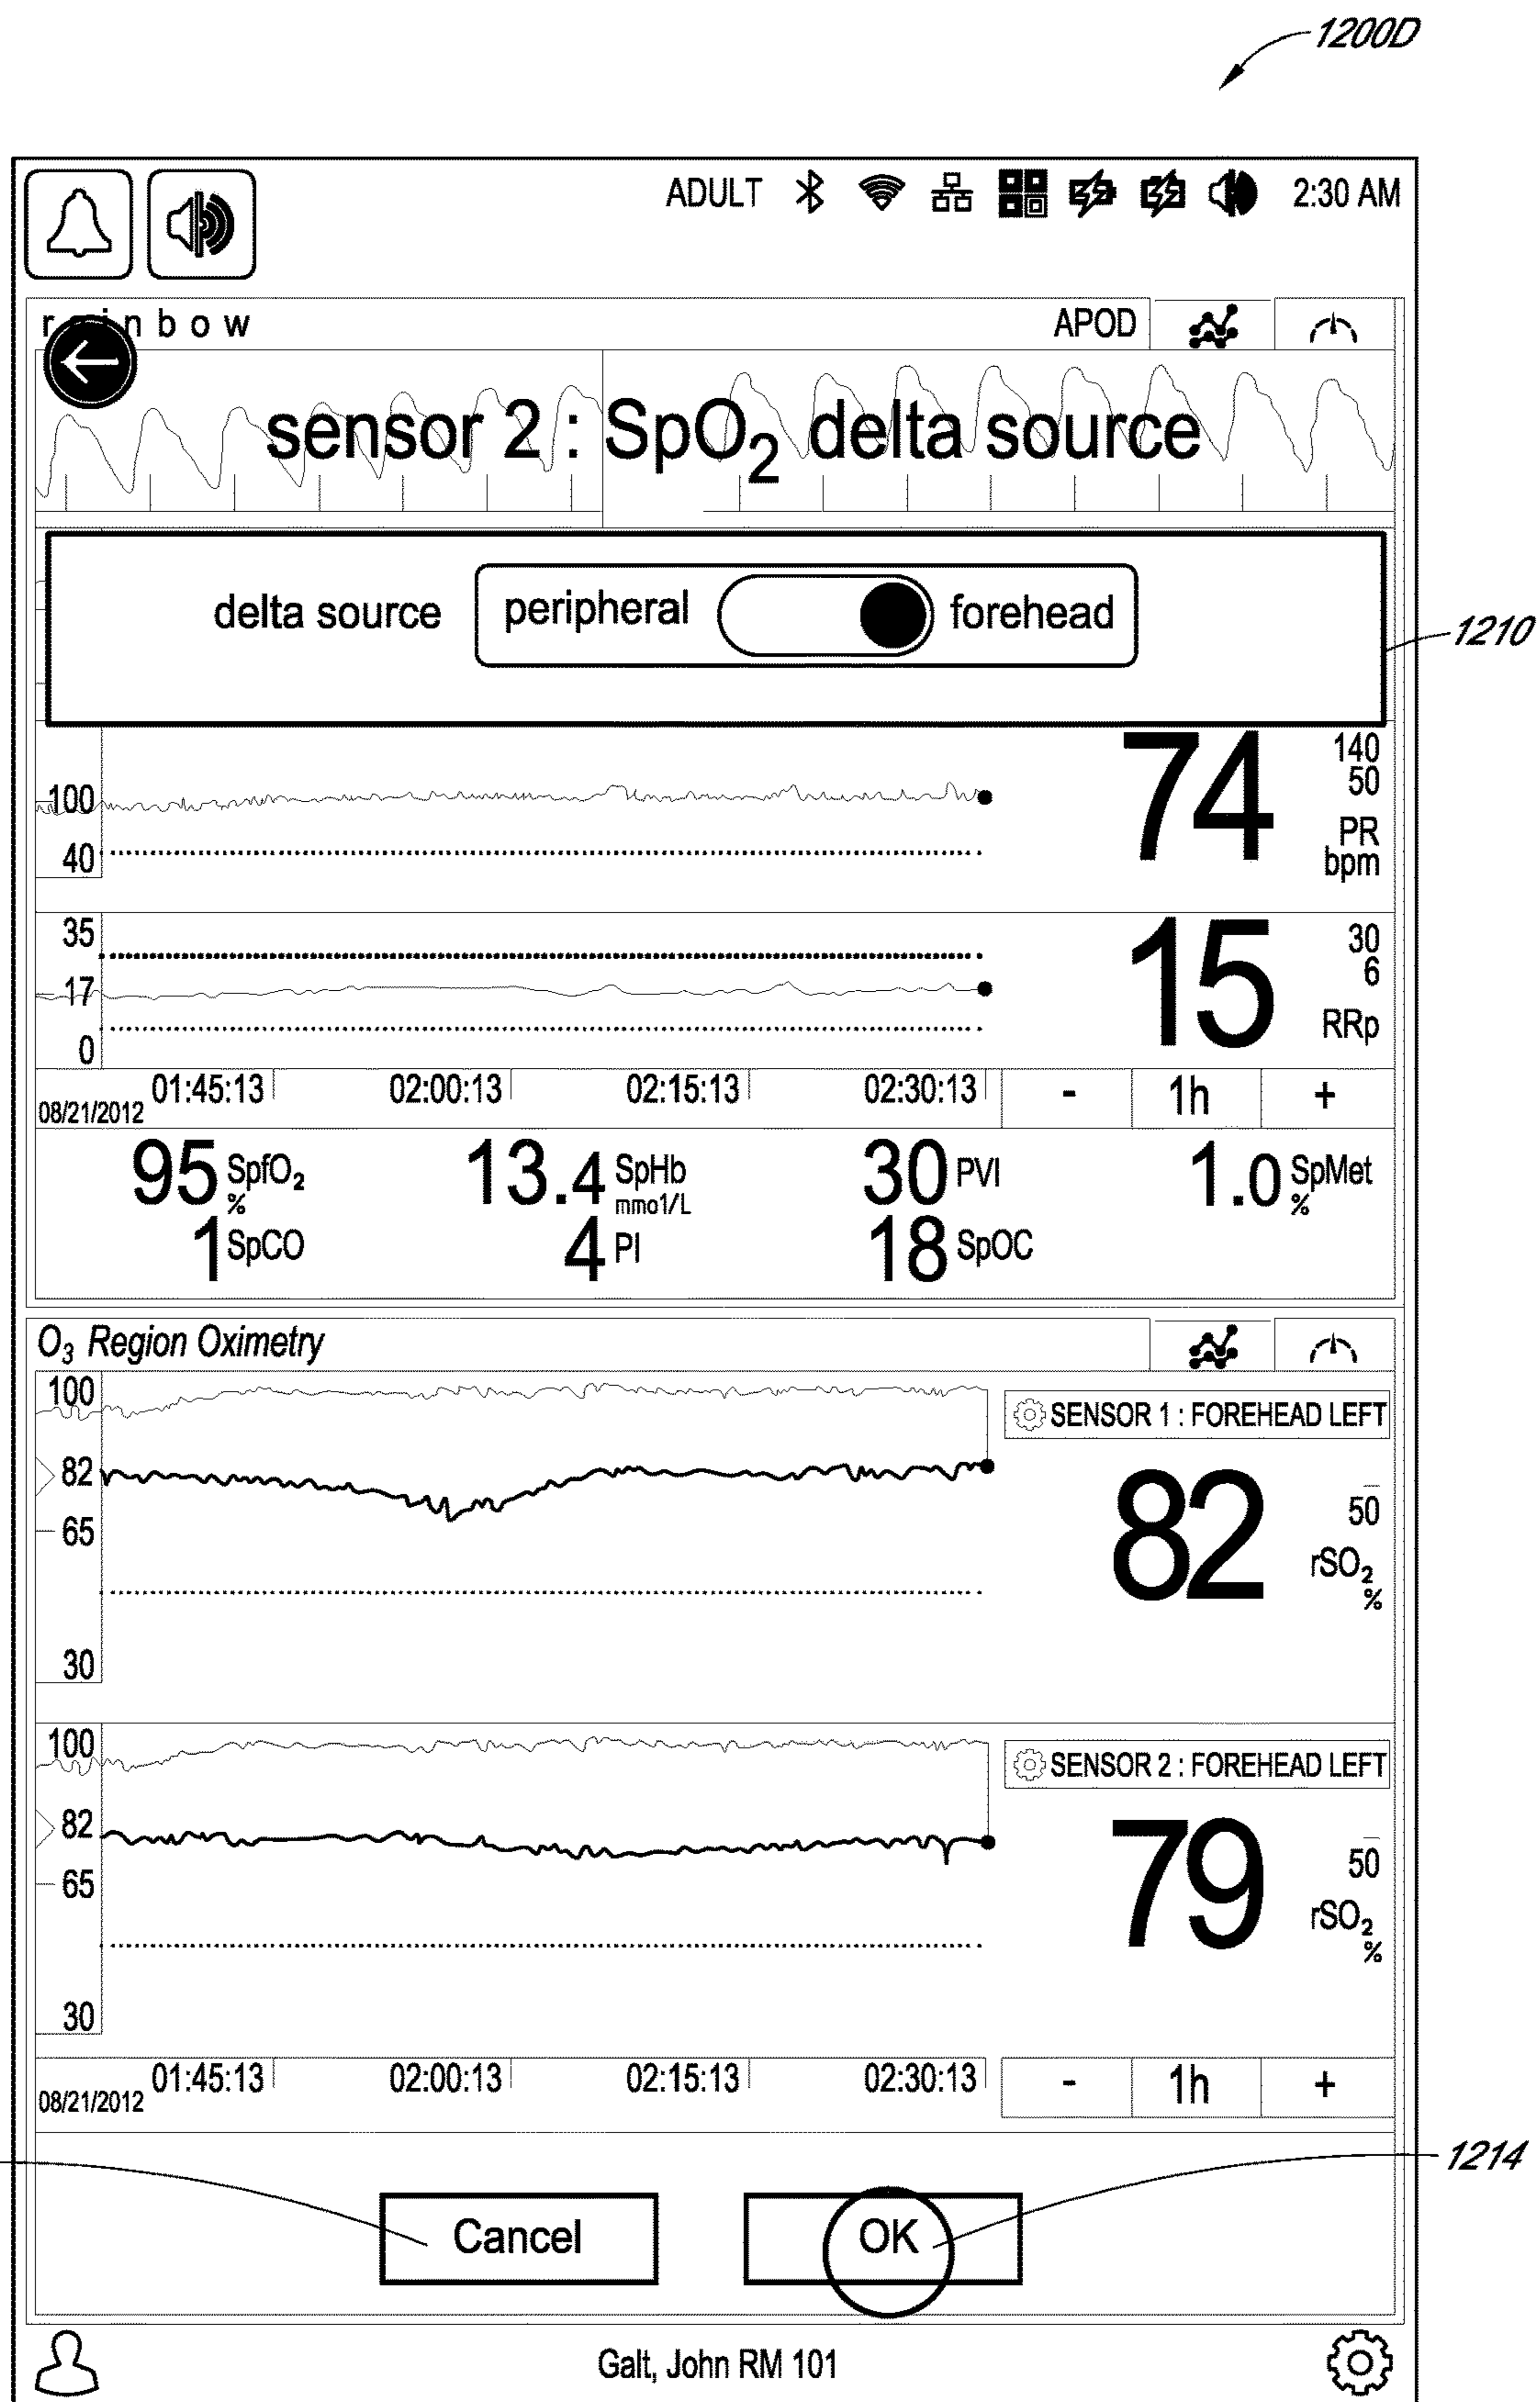 1200D
ADULT 2:30 AM
r inbow APOD
sensor 2 : SpO₂ delta source
delta source peripheral forehead
1210
74 140
50
PR
bpm
100
40
35
17
0
15 30
6
RRp
01:45:13 02:00:13 02:15:13 02:30:13 - 1h +
08/21/2012
95 SpfO₂ % 13.4 SpHb mmo1/L 30 PVI 1.0 SpMet %
1 SpCO 4 PI 18 SpOC
O₃ Region Oximetry
100
82
65
30
SENSOR 1 : FOREHEAD LEFT
82 50
rSO₂
%
100
82
65
30
SENSOR 2 : FOREHEAD LEFT
79 50
rSO₂
%
01:45:13 02:00:13 02:15:13 02:30:13 - 1h +
08/21/2012
1214
Cancel OK
Galt, John RM 101